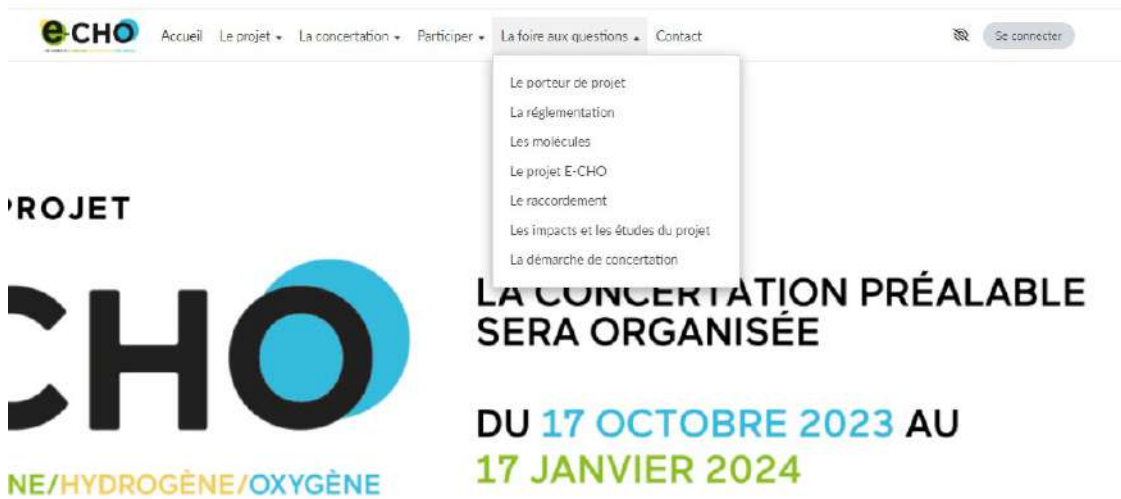 e-CHO Accueil Le projet La concertation Participer La foire aux questions Contact Se connecter
Le porteur de projet
La réglementation
Les molécules
Le projet E-CHO
Le raccordement
Les impacts et les études du projet
La démarche de concertation
ROJET
CHO
NE/HYDROGÈNE/OXYGÈNE
LA CONCERTATION PRÉALABLE
SERA ORGANISÉE
DU 17 OCTOBRE 2023 AU
17 JANVIER 2024